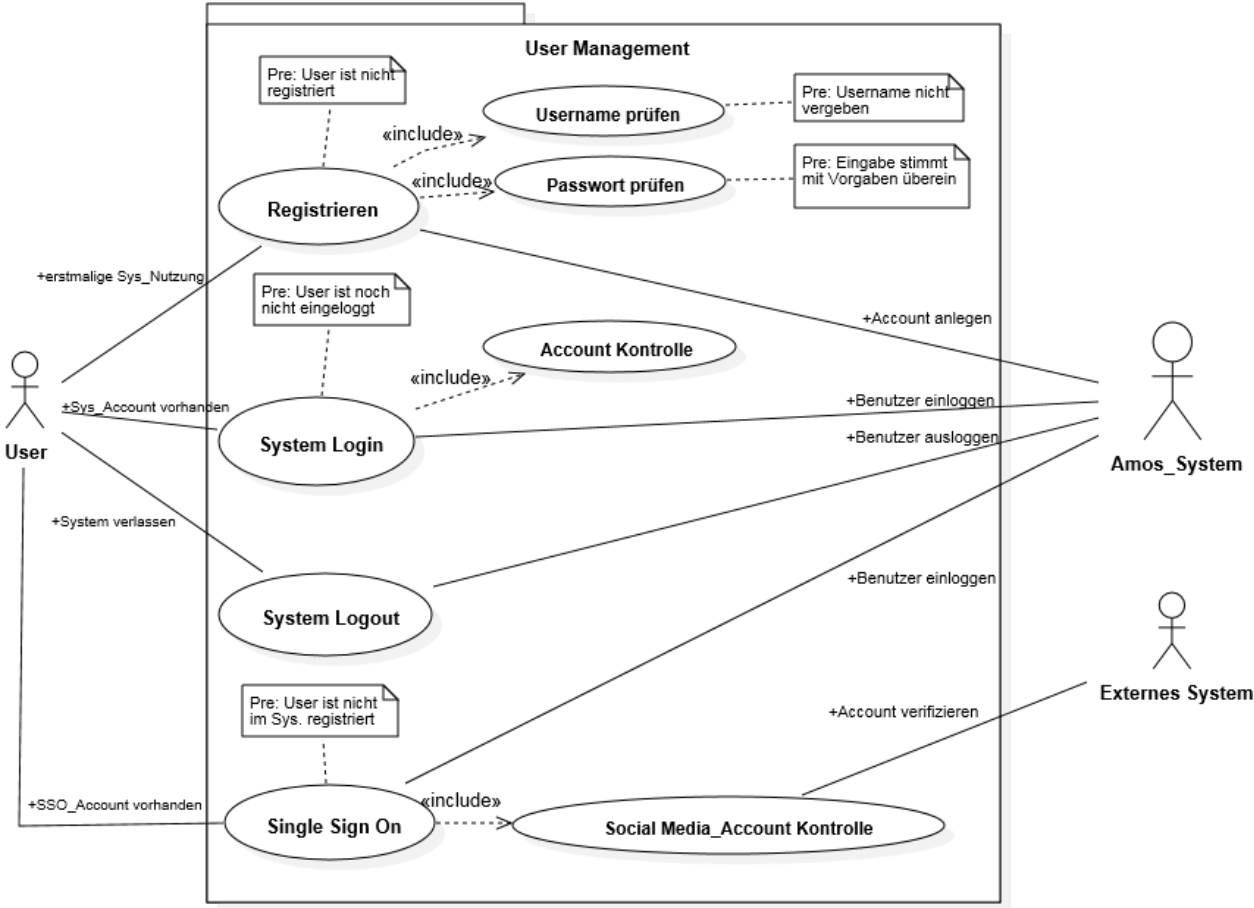 User Management
Pre: User ist nicht
registriert
Username prüfen
Pre: Username nicht
vergeben
«include»
Passwort prüfen
Pre: Eingabe stimmt
mit Vorgaben überein
«include»
Registrieren
+erstmalige Sys_Nutzung
Pre: User ist noch
nicht eingeloggt
+Account anlegen
Account Kontrolle
«include»
+Sys_Account vorhanden
+Benutzer einloggen
System Login
+Benutzer ausloggen
User
Amos_System
+System verlassen
+Benutzer einloggen
System Logout
Pre: User ist nicht
im Sys. registriert
Externes System
+Account verifizieren
+SSO_Account vorhanden
«include»
Single Sign On
Social Media_Account Kontrolle